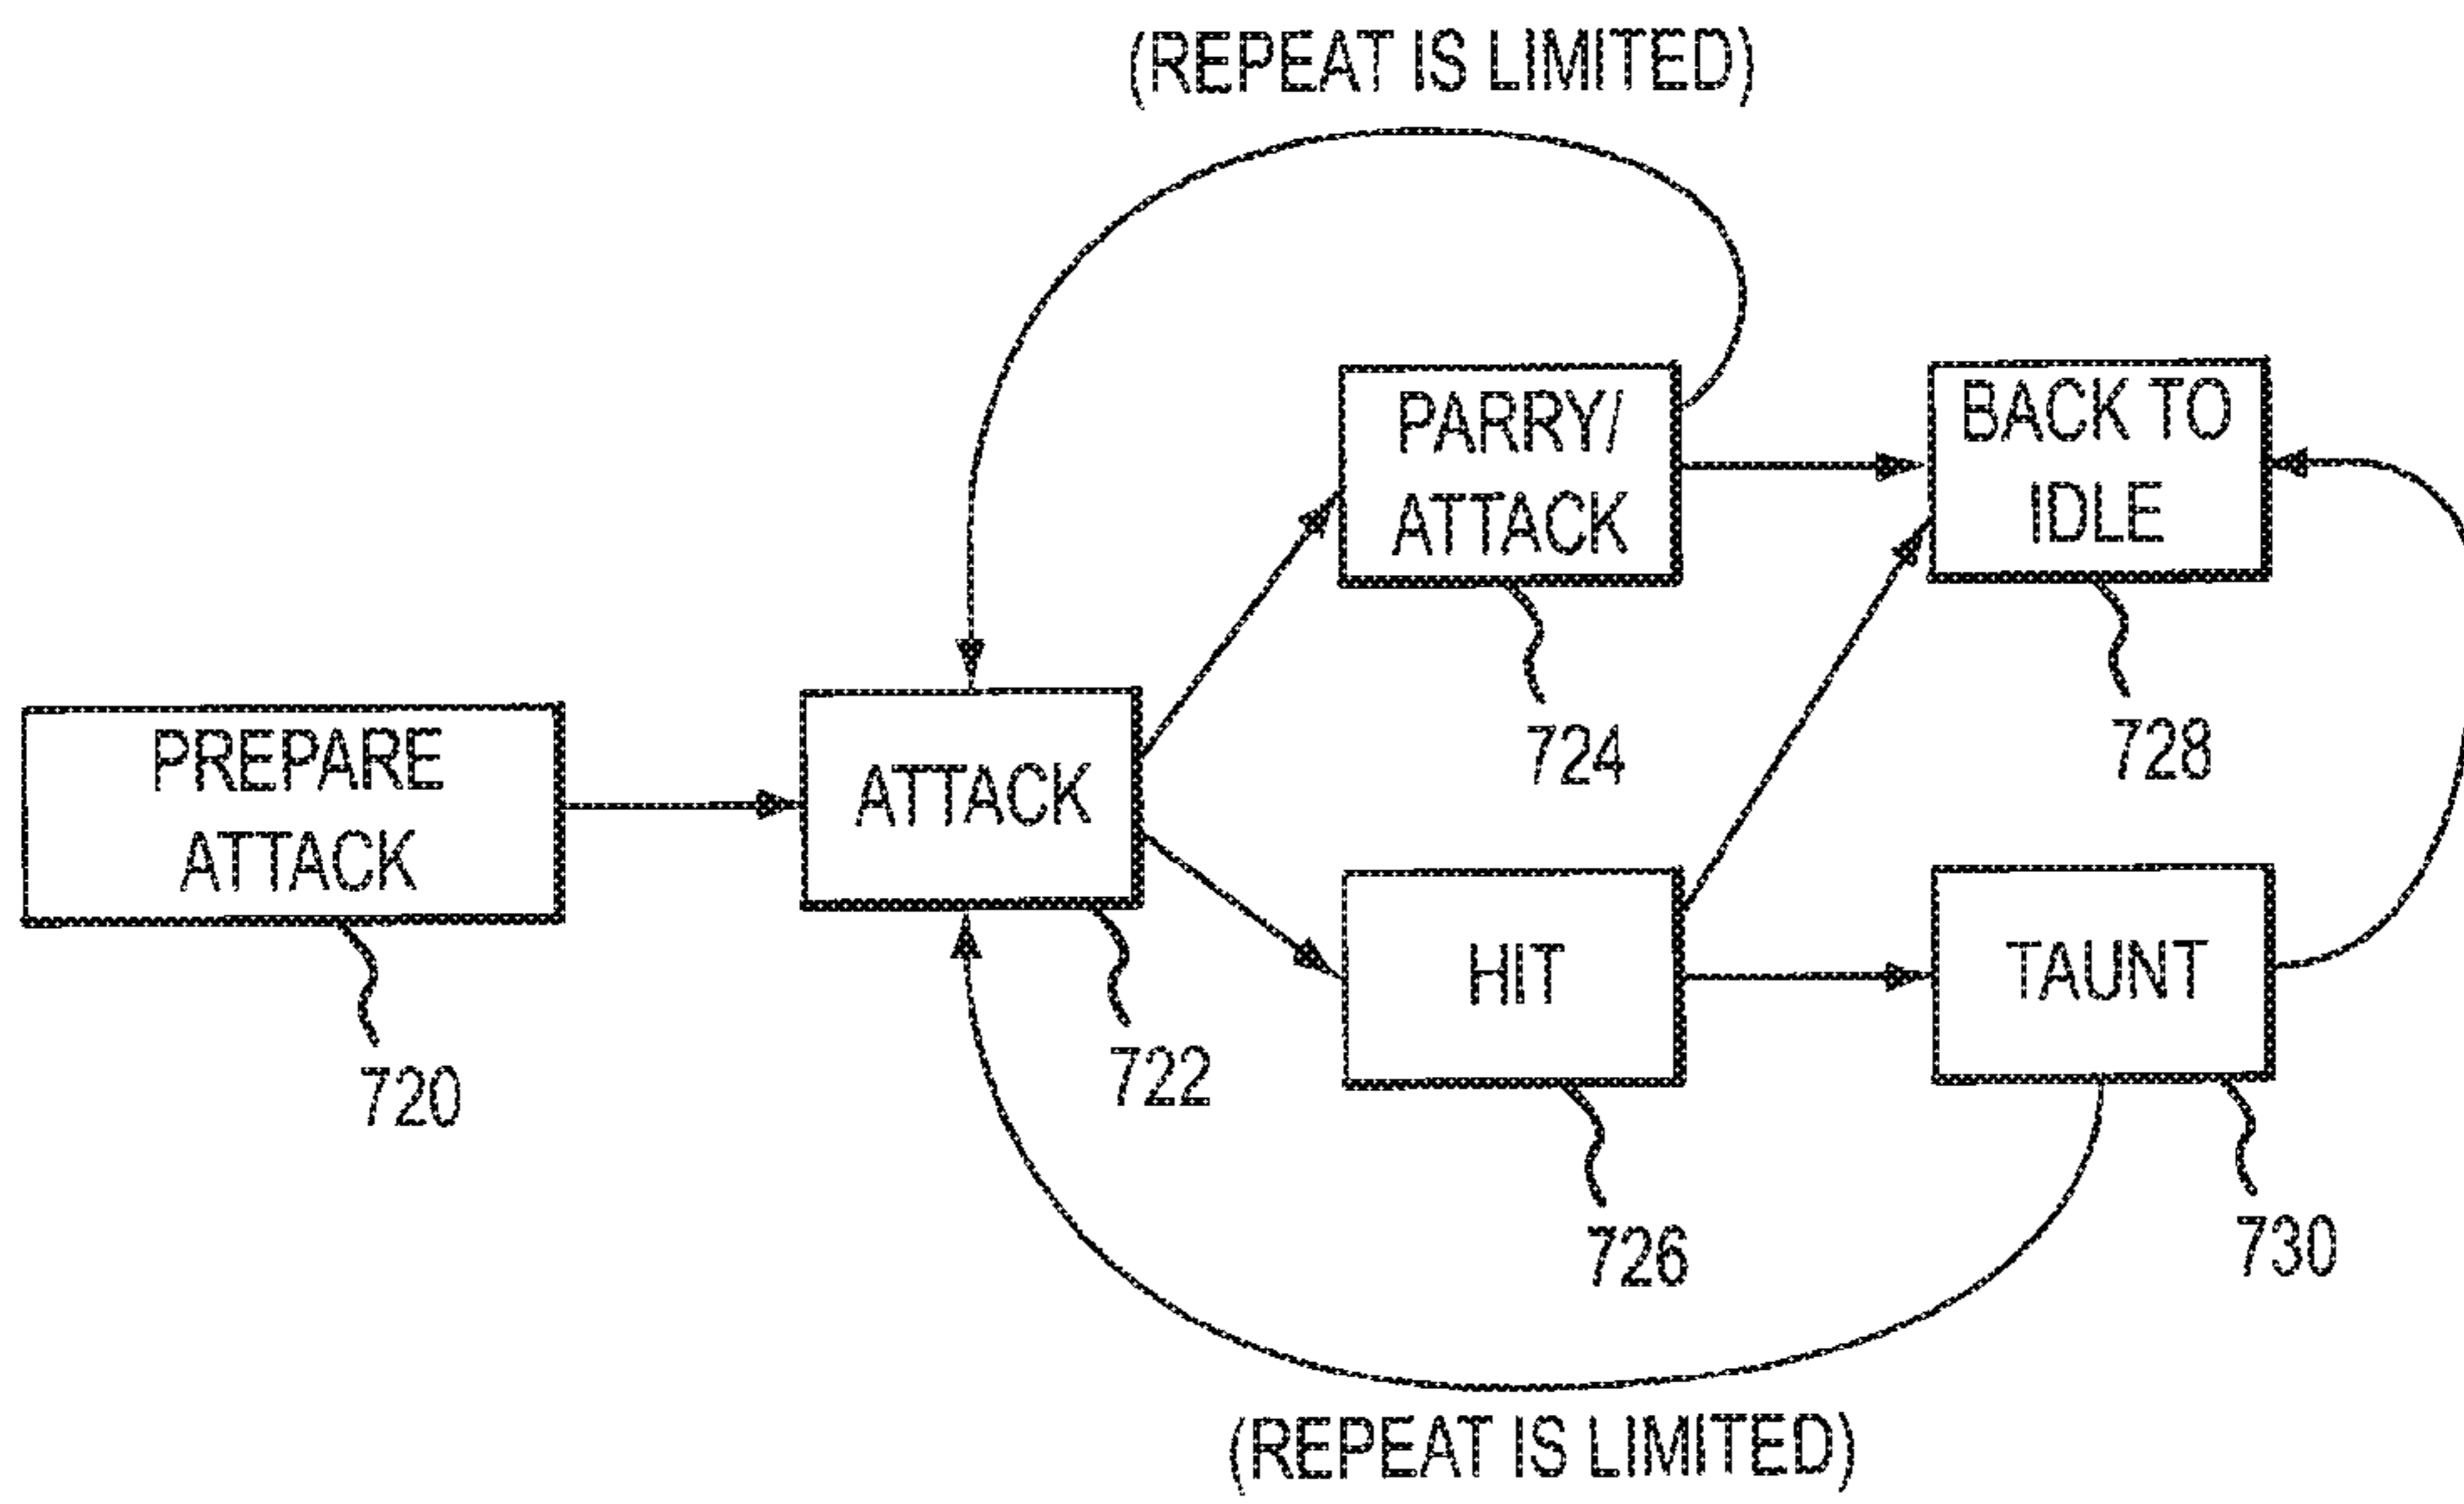 (REPEAT IS LIMITED)
PARRY/
ATTACK
724
BACK TO
IDLE
728
PREPARE
ATTACK
720
ATTACK
722
HIT
726
TAUNT
730
(REPEAT IS LIMITED)